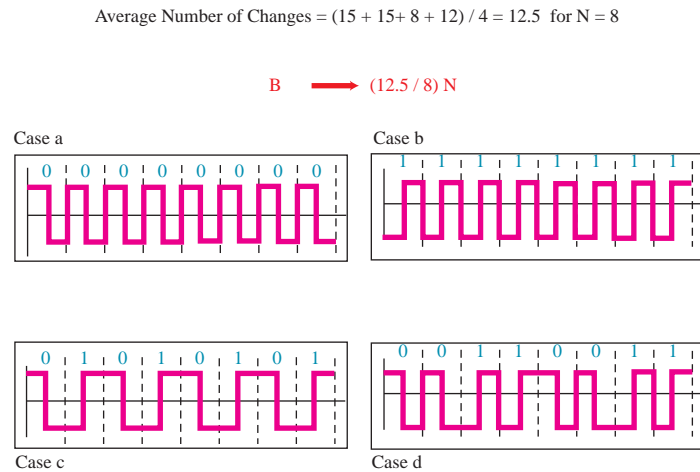 Average Number of Changes = (15 + 15+ 8 + 12) / 4 = 12.5 for N = 8
B (12.5 / 8) N
Case a
0 0 0 0 0 0 0 0
Case b
1 1 1 1 1 1 1 1
0 1 0 1 0 1 0 1
Case c
0 0 1 1 0 0 1 1
Case d